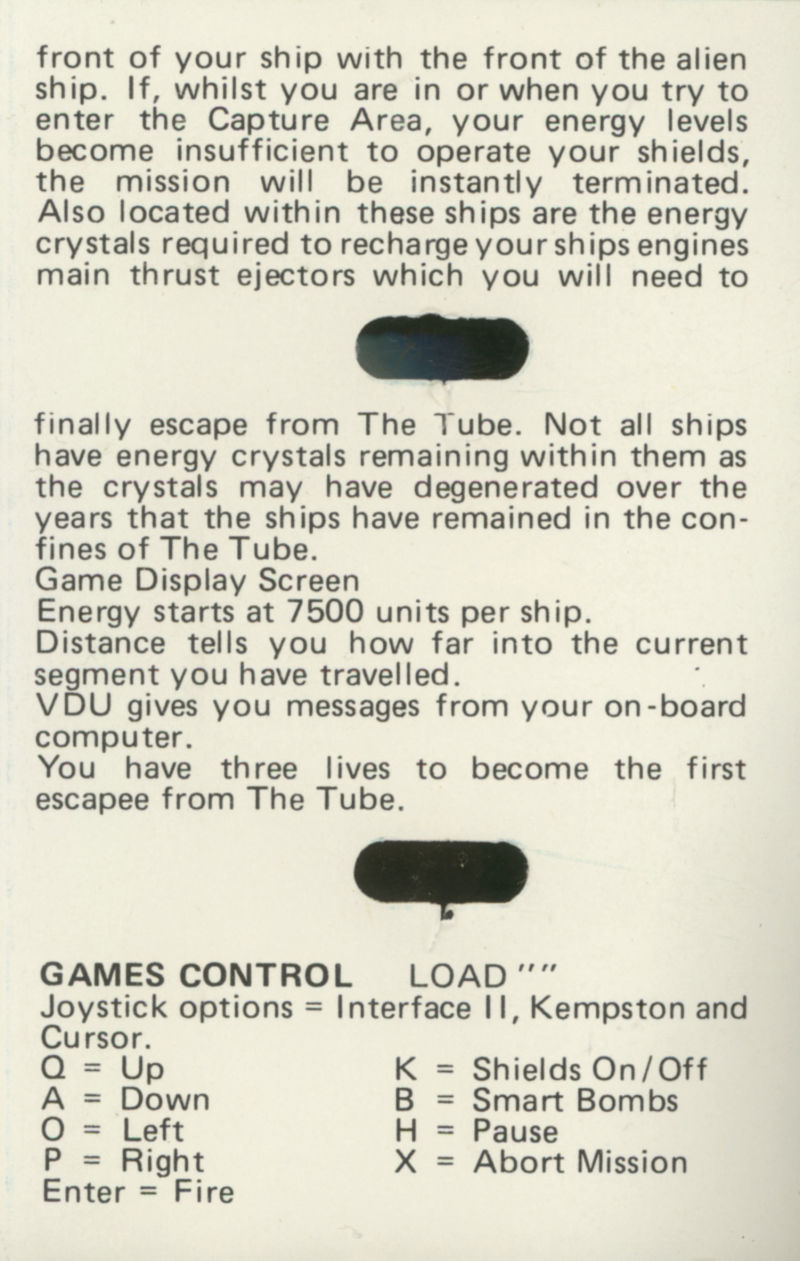 front of your ship with the front of the alien
ship. If, whilst you are in or when you try to
enter the Capture Area, your energy levels
become insufficient to operate your shields,
the mission will be instantly terminated.
Also located within these ships are the energy
crystals required to recharge your ships engines
main thrust ejectors which you will need to
finally escape from The Tube. Not all ships
have energy crystals remaining within them as
the crystals may have degenerated over the
years that the ships have remained in the con-
fines of The Tube.
Game Display Screen
Energy starts at 7500 units per ship.
Distance tells you how far into the current
segment you have travelled.
VDU gives you messages from your on-board
computer.
You have three lives to become the first
escapee from The Tube.
GAMES CONTROL LOAD ""
Joystick options = Interface II, Kempston and
Cursor.
Q = Up K = Shields On/Off
A = Down B = Smart Bombs
O = Left H = Pause
P = Right X = Abort Mission
Enter = Fire